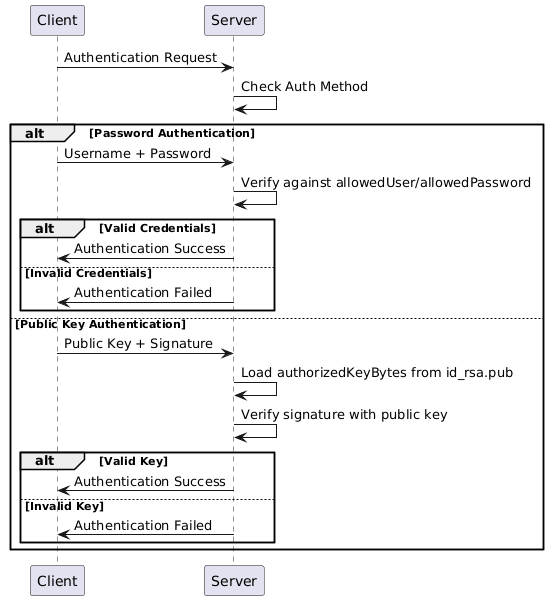 Client Server
Authentication Request
Check Auth Method
alt [Password Authentication]
Username + Password
Verify against allowedUser/allowedPassword
alt [Valid Credentials]
Authentication Success
[Invalid Credentials]
Authentication Failed
[Public Key Authentication]
Public Key + Signature
Load authorizedKeyBytes from id_rsa.pub
Verify signature with public key
alt [Valid Key]
Authentication Success
[Invalid Key]
Authentication Failed
Client Server